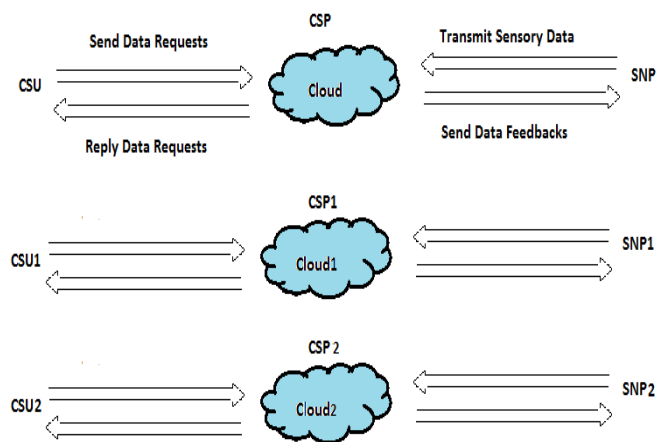 CSP
Send Data Requests
Transmit Sensory Data
CSU
Cloud
SNP
Reply Data Requests
Send Data Feedbacks
CSP1
CSU1
Cloud1
SNP1
CSP 2
CSU2
Cloud2
SNP2